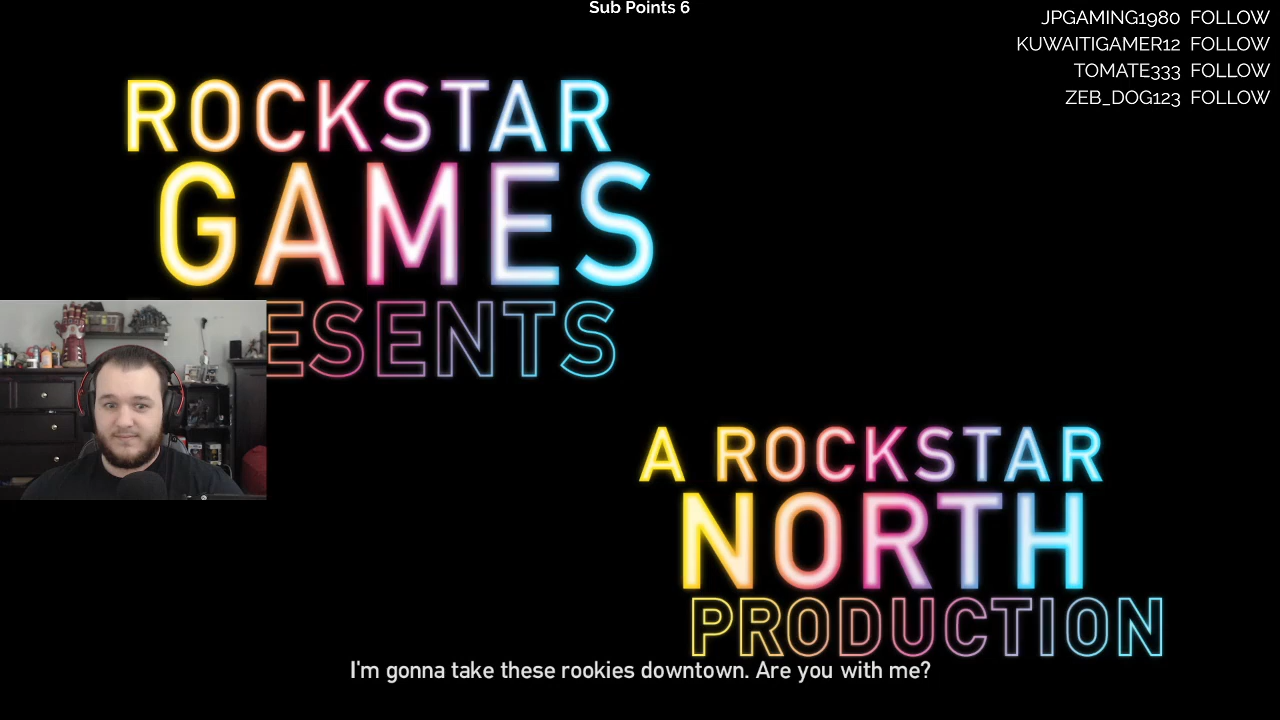 Sub Points 6
JPGAMING1980 FOLLOW
KUWAITIGAMER12 FOLLOW
TOMATE333 FOLLOW
ZEB_DOG123 FOLLOW
ROCKSTAR
GAMES
ESENTS
A ROCKSTAR
NORTH
PRODUCTION
I'm gonna take these rookies downtown. Are you with me?